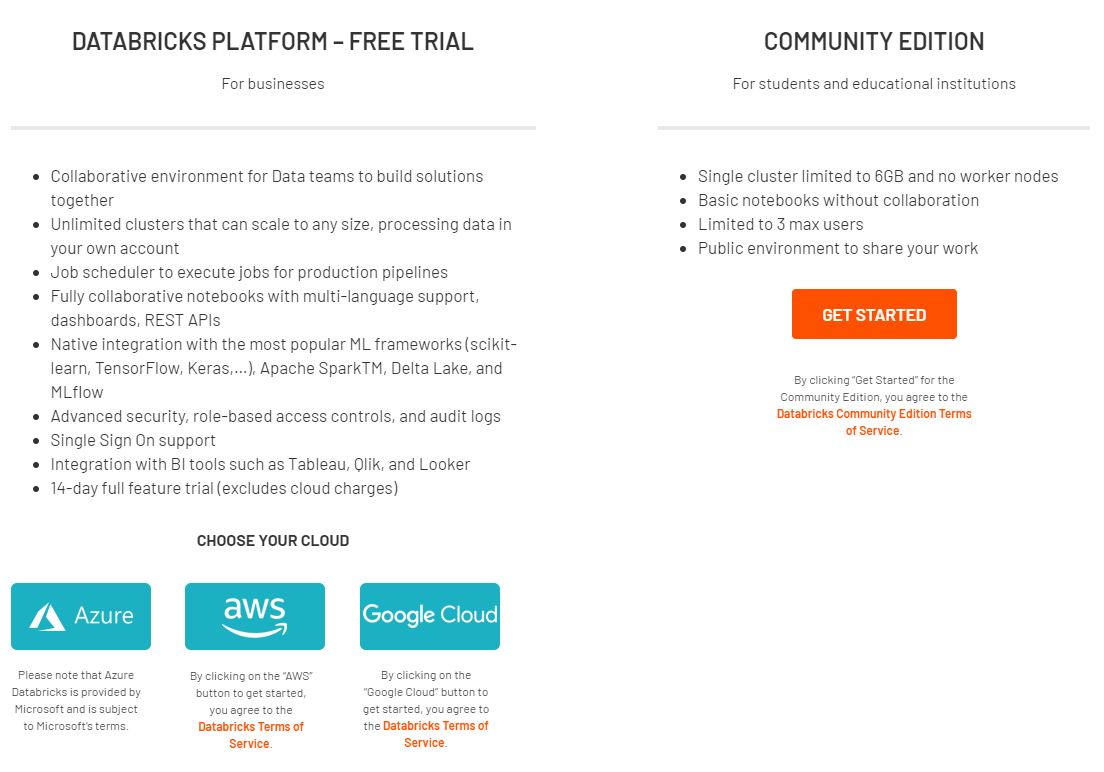 DATABRICKS PLATFORM – FREE TRIAL
For businesses
• Collaborative environment for Data teams to build solutions
together
• Unlimited clusters that can scale to any size, processing data in
your own account
• Job scheduler to execute jobs for production pipelines
• Fully collaborative notebooks with multi-language support,
dashboards, REST APIs
• Native integration with the most popular ML frameworks (scikit-
learn, TensorFlow, Keras,...), Apache SparkTM, Delta Lake, and
MLflow
• Advanced security, role-based access controls, and audit logs
• Single Sign On support
• Integration with BI tools such as Tableau, Qlik, and Looker
• 14-day full feature trial (excludes cloud charges)
CHOOSE YOUR CLOUD
Azure
Please note that Azure
Databricks is provided by
Microsoft and is subject
to Microsoft's terms.
aws
By clicking on the “AWS”
button to get started,
you agree to the
Databricks Terms of
Service.
Google Cloud
By clicking on the
“Google Cloud” button to
get started, you agree to
the Databricks Terms of
Service.
COMMUNITY EDITION
For students and educational institutions
• Single cluster limited to 6GB and no worker nodes
• Basic notebooks without collaboration
• Limited to 3 max users
• Public environment to share your work
GET STARTED
By clicking “Get Started” for the
Community Edition, you agree to the
Databricks Community Edition Terms
of Service.